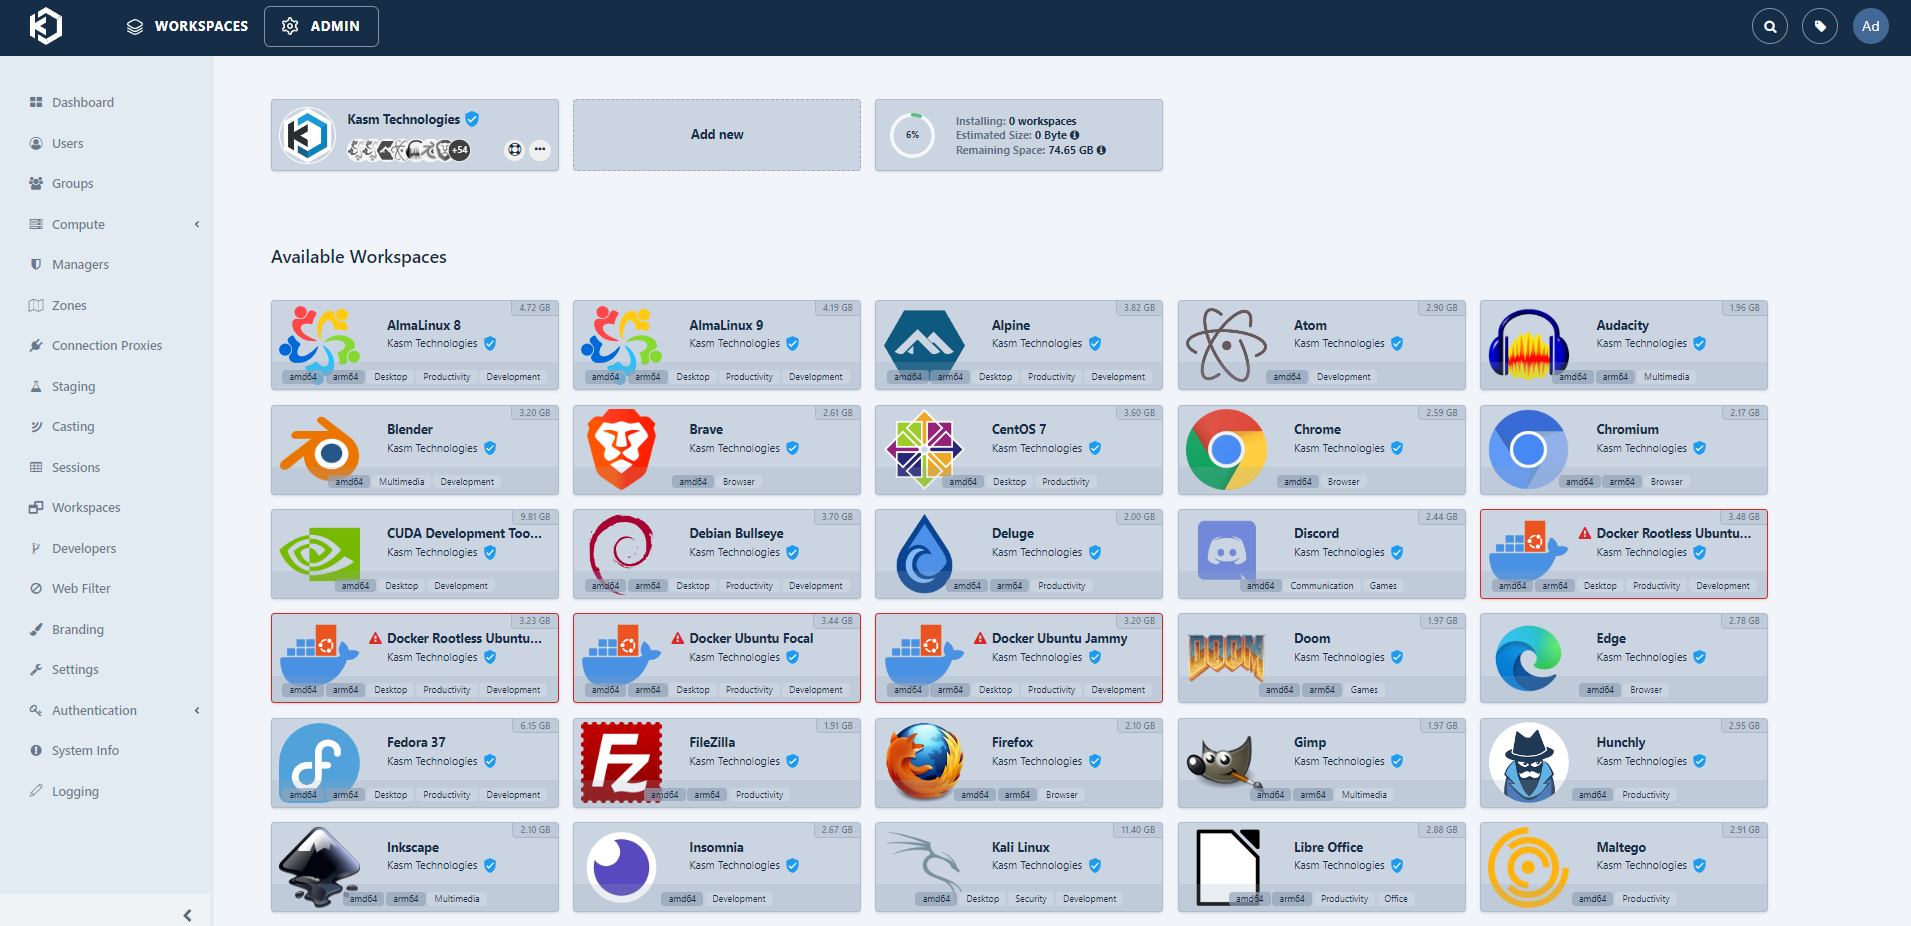 WORKSPACES
ADMIN
Ad
Dashboard
Users
Groups
Compute
Managers
Zones
Connection Proxies
Staging
Casting
Sessions
Workspaces
Developers
Web Filter
Branding
Settings
Authentication
System Info
Logging
Kasm Technologies
+54
Add new
6%
Installing: 0 workspaces
Estimated Size: 0 Byte
Remaining Space: 74.65 GB
Available Workspaces
4.72 GB
AlmaLinux 8
Kasm Technologies
amd64 arm64 Desktop Productivity Development
4.19 GB
AlmaLinux 9
Kasm Technologies
amd64 arm64 Desktop Productivity Development
3.82 GB
Alpine
Kasm Technologies
amd64 arm64 Desktop Productivity Development
2.90 GB
Atom
Kasm Technologies
amd64 Development
1.96 GB
Audacity
Kasm Technologies
amd64 arm64 Multimedia
3.20 GB
Blender
Kasm Technologies
amd64 Multimedia Development
2.61 GB
Brave
Kasm Technologies
amd64 Browser
3.60 GB
CentOS 7
Kasm Technologies
amd64 Desktop Productivity
2.59 GB
Chrome
Kasm Technologies
amd64 Browser
2.17 GB
Chromium
Kasm Technologies
amd64 arm64 Browser
9.81 GB
CUDA Development Too...
Kasm Technologies
amd64 Desktop Development
3.70 GB
Debian Bullseye
Kasm Technologies
amd64 arm64 Desktop Productivity Development
2.00 GB
Deluge
Kasm Technologies
amd64 arm64 Productivity
2.44 GB
Discord
Kasm Technologies
amd64 Communication Games
3.48 GB
Docker Rootless Ubuntu...
Kasm Technologies
amd64 arm64 Desktop Productivity Development
3.23 GB
Docker Rootless Ubuntu...
Kasm Technologies
amd64 arm64 Desktop Productivity Development
3.44 GB
Docker Ubuntu Focal
Kasm Technologies
amd64 arm64 Desktop Productivity Development
3.20 GB
Docker Ubuntu Jammy
Kasm Technologies
amd64 arm64 Desktop Productivity Development
1.97 GB
DOOM
Doom
Kasm Technologies
amd64 arm64 Games
2.78 GB
Edge
Kasm Technologies
amd64 Browser
6.15 GB
Fedora 37
Kasm Technologies
amd64 arm64 Desktop Productivity Development
1.91 GB
FZ
FileZilla
Kasm Technologies
amd64 arm64 Productivity
2.10 GB
Firefox
Kasm Technologies
amd64 arm64 Browser
1.97 GB
Gimp
Kasm Technologies
amd64 arm64 Multimedia
2.95 GB
Hunchly
Kasm Technologies
amd64 Productivity
2.10 GB
Inkscape
Kasm Technologies
amd64 arm64 Multimedia
2.67 GB
Insomnia
Kasm Technologies
amd64 Development
11.40 GB
Kali Linux
Kasm Technologies
amd64 Desktop Security Development
2.88 GB
Libre Office
Kasm Technologies
amd64 arm64 Productivity Office
2.91 GB
Maltego
Kasm Technologies
amd64 Productivity